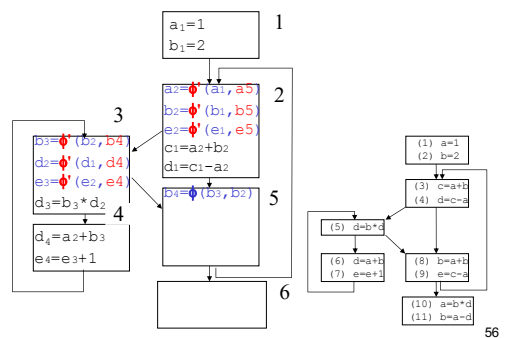 1
a1=1
b1=2
2
a2=ϕ'(a1,a5)
b2=ϕ'(b1,b5)
e2=ϕ'(e1,e5)
c1=a2+b2
d1=c1-a2
3
b3=ϕ'(b2,b4)
d2=ϕ'(d1,d4)
e3=ϕ'(e2,e4)
d3=b3*d2
4
d4=a2+b3
e4=e3+1
5
b4=ϕ(b3,b2)
6
(1) a=1
(2) b=2
(3) c=a+b
(4) d=c-a
(5) d=b*d
(6) d=a+b
(7) e=e+1
(8) b=a+b
(9) e=c-a
(10) a=b*d
(11) b=a-d
56